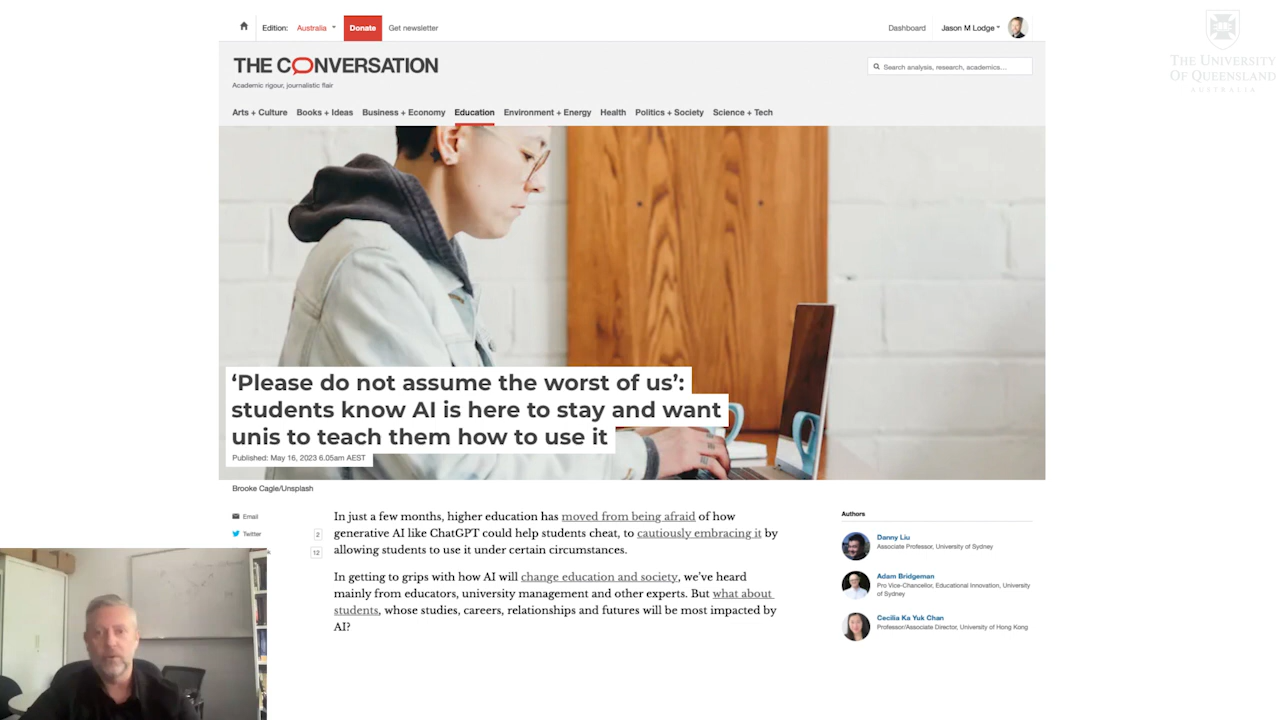 Edition: Australia Donate Get newsletter Dashboard Jason M Lodge
THE UNIVERSITY
OF QUEENSLAND
AUSTRALIA
THE CONVERSATION
Search analysis, research, academics…
Academic rigour, journalistic flair
Arts + Culture Books + Ideas Business + Economy Education Environment + Energy Health Politics + Society Science + Tech
‘Please do not assume the worst of us’:
students know AI is here to stay and want
unis to teach them how to use it
Published: May 16, 2023 6.05am AEST
Brooke Cagle/Unsplash
Email
Twitter
2
12
In just a few months, higher education has moved from being afraid of how
generative AI like ChatGPT could help students cheat, to cautiously embracing it by
allowing students to use it under certain circumstances.
In getting to grips with how AI will change education and society, we’ve heard
mainly from educators, university management and other experts. But what about
students, whose studies, careers, relationships and futures will be most impacted by
AI?
Authors
Danny Liu
Associate Professor, University of Sydney
Adam Bridgeman
Pro Vice-Chancellor, Educational Innovation, University
of Sydney
Cecilia Ka Yuk Chan
Professor/Associate Director, University of Hong Kong